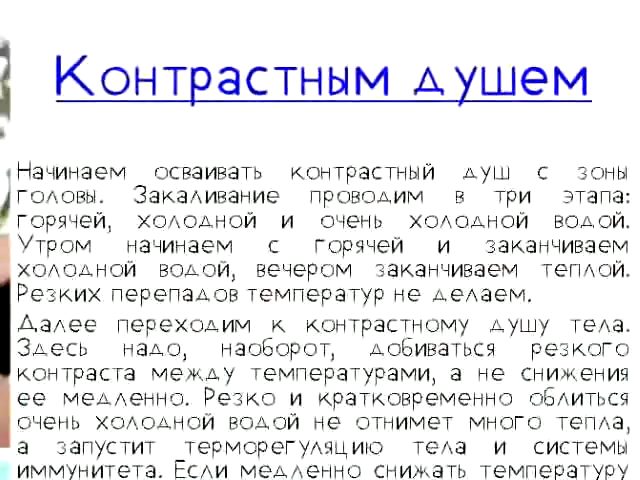 Контрастным душем
Начинаем осваивать контрастный душ с зоны
головы. Закаливание проводим в три этапа:
горячей, холодной и очень холодной водой.
Утром начинаем с горячей и заканчиваем
холодной водой, вечером заканчиваем теплой.
Резких перепадов температур не делаем.
Далее переходим к контрастному душу тела.
Здесь надо, наоборот, добиваться резкого
контраста между температурами, а не снижения
ее медленно. Резко и кратковременно облиться
очень холодной водой не отнимет много тепла,
а запустит терморегуляцию тела и системы
иммунитета. Если медленно снижать температуру